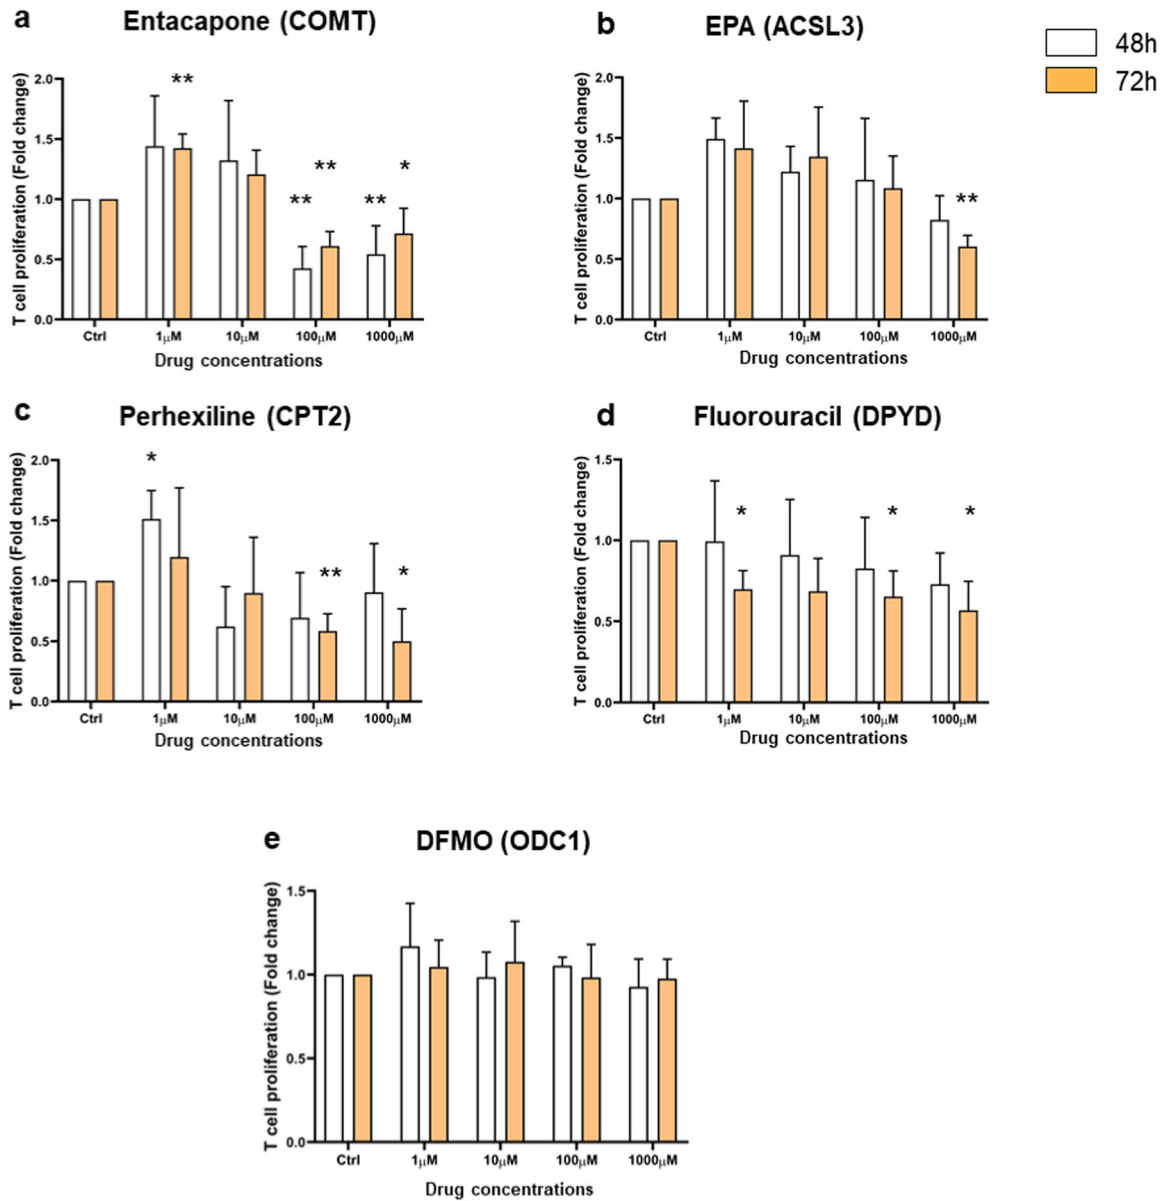 a
Entacapone (COMT)
T cell proliferation (Fold change)
2.0
1.5
1.0
0.5
0.0
**
**
**
**
*
Ctrl 1μM 10μM 100μM 1000μM
Drug concentrations
b
EPA (ACSL3)
T cell proliferation (Fold change)
2.0
1.5
1.0
0.5
0.0
**
Ctrl 1μM 10μM 100μM 1000μM
Drug concentrations
48h
72h
c
Perhexiline (CPT2)
T cell proliferation (Fold change)
2.0
1.5
1.0
0.5
0.0
*
**
*
Ctrl 1μM 10μM 100μM 1000μM
Drug concentrations
d
Fluorouracil (DPYD)
T cell proliferation (Fold change)
1.5
1.0
0.5
0.0
*
*
*
Ctrl 1μM 10μM 100μM 1000μM
Drug concentrations
e
DFMO (ODC1)
T cell proliferation (Fold change)
1.5
1.0
0.5
0.0
Ctrl 1μM 10μM 100μM 1000μM
Drug concentrations